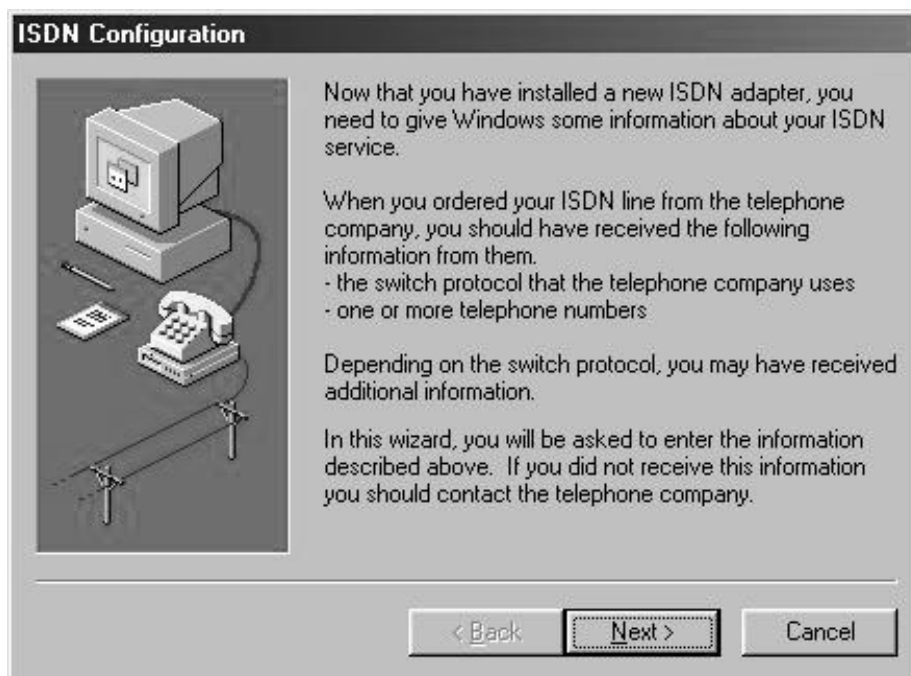 ISDN Configuration
Now that you have installed a new ISDN adapter, you
need to give Windows some information about your ISDN
service.
When you ordered your ISDN line from the telephone
company, you should have received the following
information from them.
- the switch protocol that the telephone company uses
- one or more telephone numbers
Depending on the switch protocol, you may have received
additional information.
In this wizard, you will be asked to enter the information
described above.  If you did not receive this information
you should contact the telephone company.
< Back
Next >
Cancel